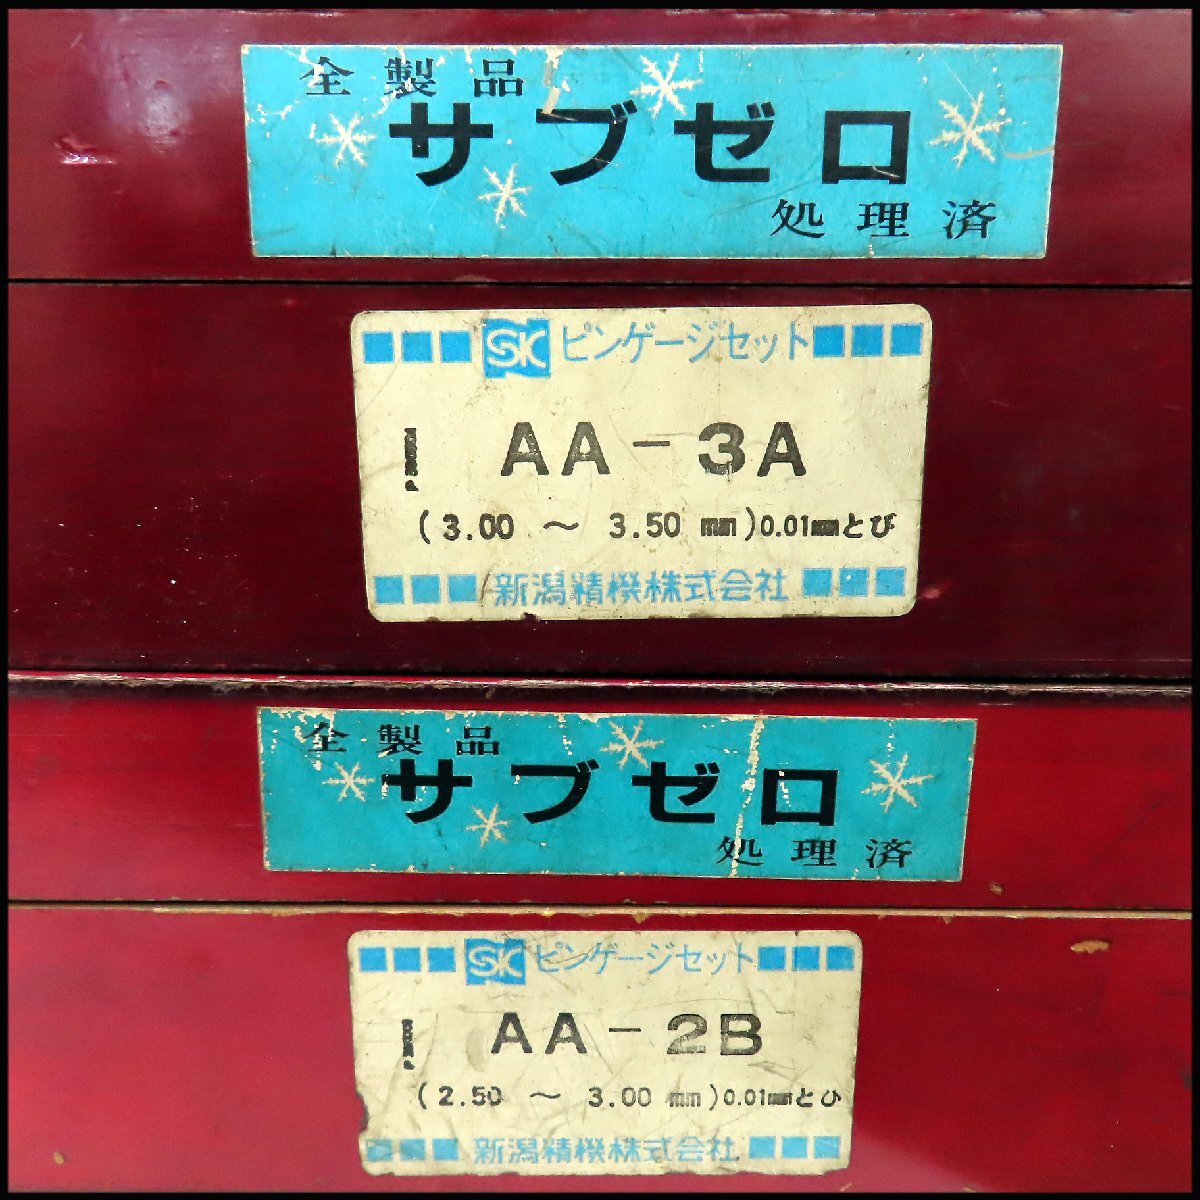 全製品
サブゼロ
処理済
SK ピンゲージセット
AA-3A
(3.00 ～ 3.50 mm)0.01mmとび
新潟精機株式会社
全製品
サブゼロ
処理済
SK ピンゲージセット
AA-2B
(2.50 ～ 3.00 mm)0.01mmとび
新潟精機株式会社